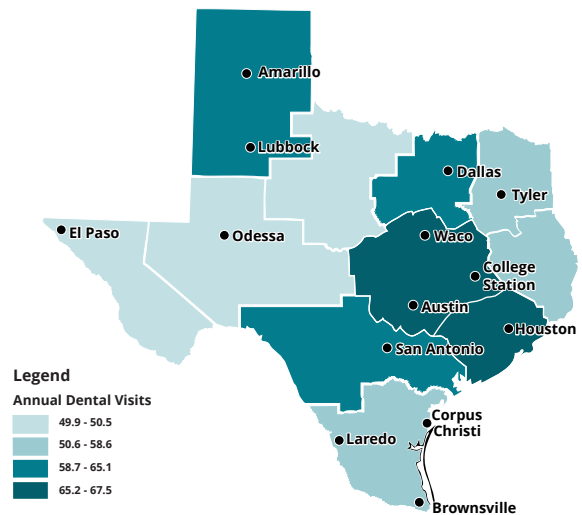 Amarillo
Lubbock
Dallas
Tyler
El Paso
Odessa
Waco
College
Station
Austin
Houston
San Antonio
Legend
Annual Dental Visits
49.9 - 50.5
50.6 - 58.6
58.7 - 65.1
65.2 - 67.5
Corpus
Christi
Laredo
Brownsville